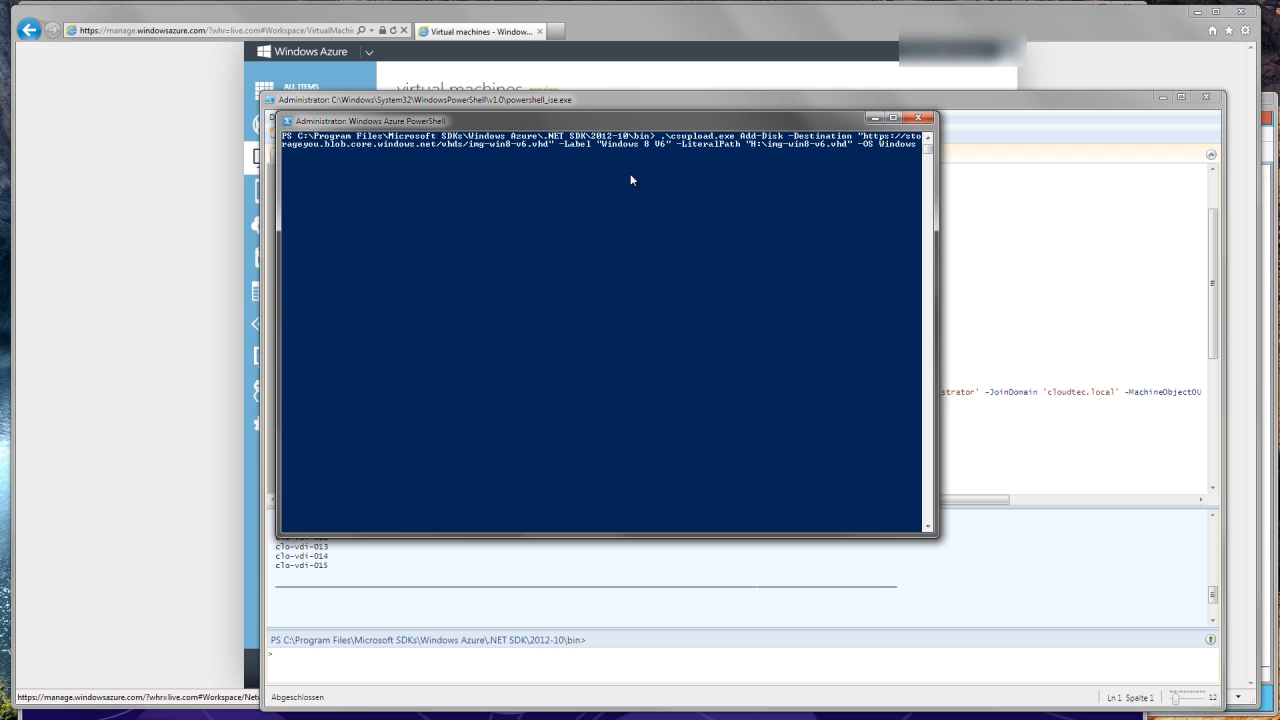 https://manage.windowsazure.com/?whr=live.com#Workspace/VirtualMachi
Virtual machines - Window...
Windows Azure
ALL ITEMS
virtual machines
Administrator: C:\Windows\System32\WindowsPowerShell\v1.0\powershell_ise.exe
Administrator: Windows Azure PowerShell
PS C:\Program Files\Microsoft SDKs\Windows Azure\.NET SDK\2012-10\bin> .\csupload.exe Add-Disk -Destination "https://sto
rageyou.blob.core.windows.net/vhds/img-win8-v6.vhd" -Label "Windows 8 V6" -LiteralPath "H:\img-win8-v6.vhd" -OS Windows
strator' -JoinDomain 'cloudtec.local' -MachineObjectOU
clo-vdi-013
clo-vdi-014
clo-vdi-015
PS C:\Program Files\Microsoft SDKs\Windows Azure\.NET SDK\2012-10\bin>
>
https://manage.windowsazure.com/?whr=live.com#Workspace/Net
Abgeschlossen
Ln 1 Spalte 1
12